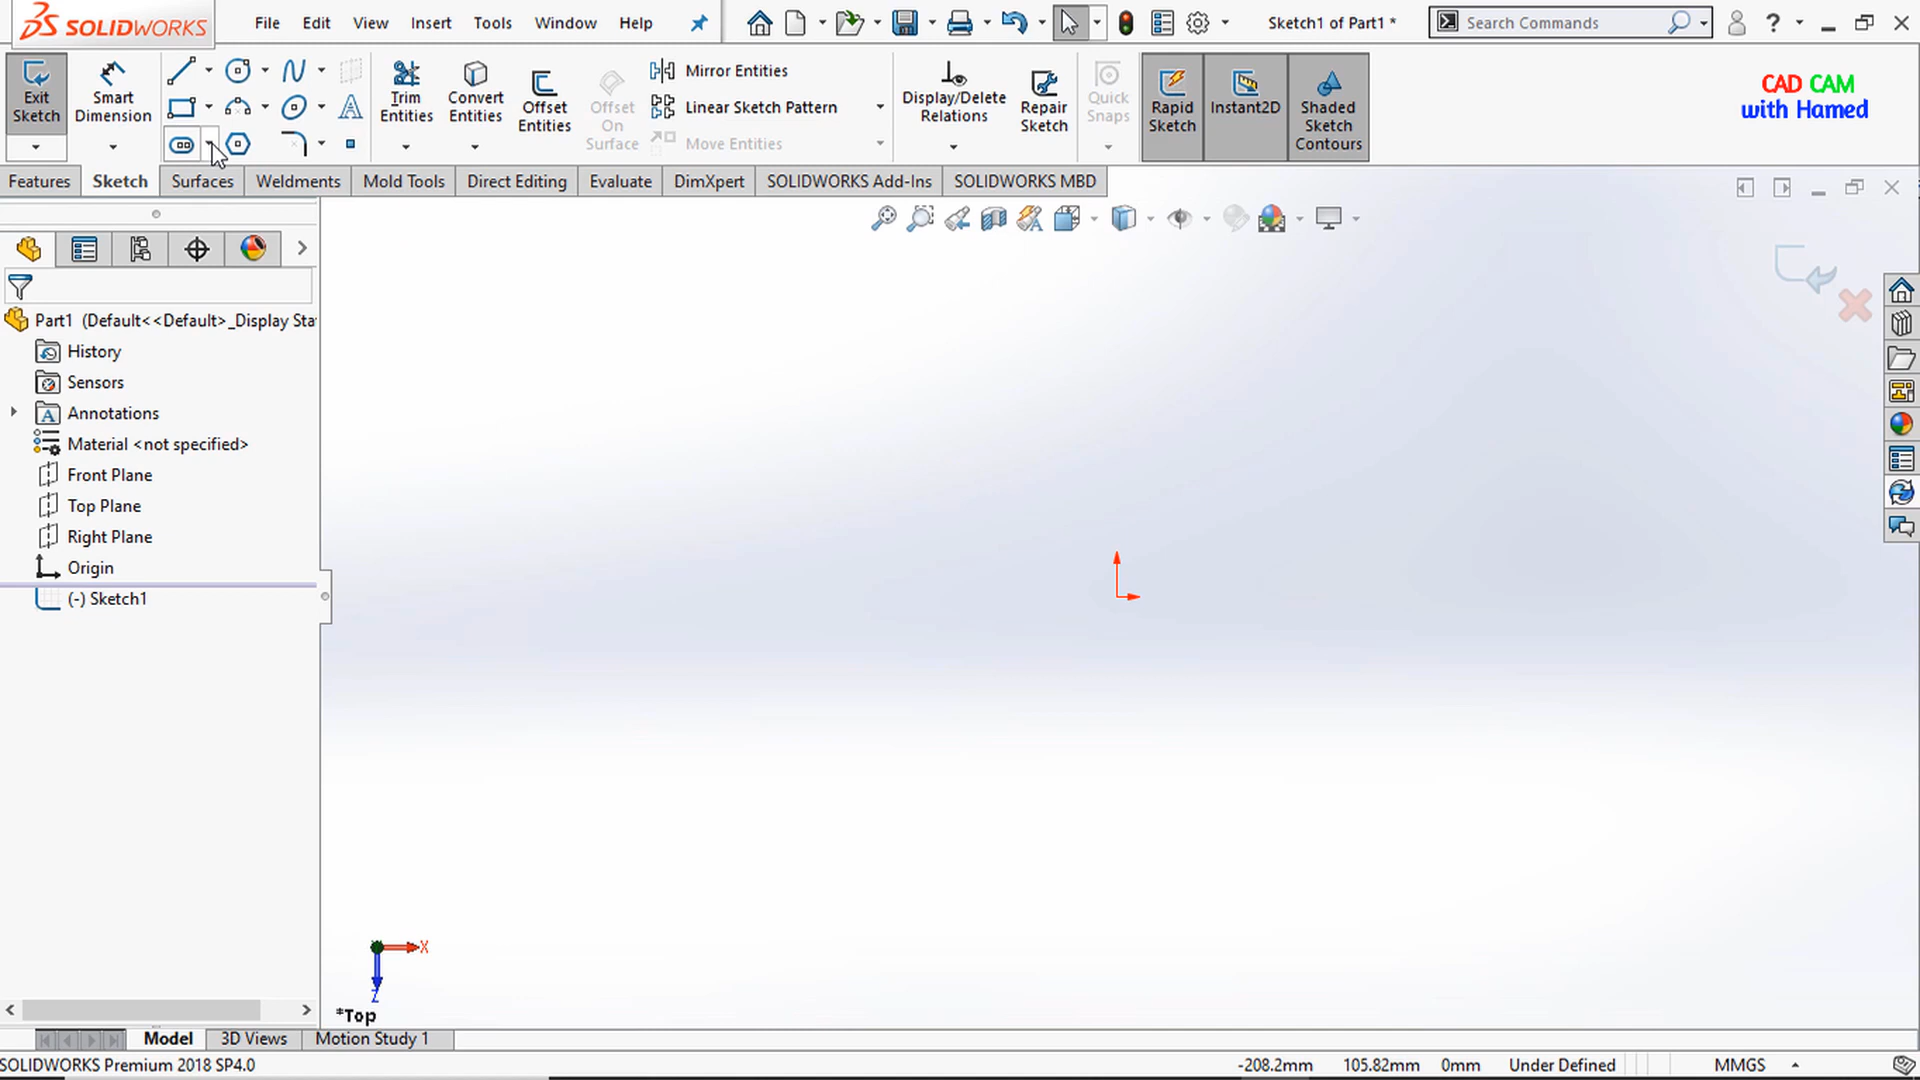 SOLIDWORKS
File Edit View Insert Tools Window Help
Sketch1 of Part1 *
Search Commands
?
Exit Sketch
Smart Dimension
Trim Entities
Convert Entities
Offset Entities
Offset On Surface
Mirror Entities
Linear Sketch Pattern
Move Entities
Display/Delete Relations
Repair Sketch
Quick Snaps
Rapid Sketch
Instant2D
Shaded Sketch Contours
CAD CAM
with Hamed
Features Sketch Surfaces Weldments Mold Tools Direct Editing Evaluate DimXpert SOLIDWORKS Add-Ins SOLIDWORKS MBD
Part1 (Default<<Default>_Display Sta
History
Sensors
Annotations
Material <not specified>
Front Plane
Top Plane
Right Plane
Origin
(-) Sketch1
X
Z
*Top
Model 3D Views Motion Study 1
SOLIDWORKS Premium 2018 SP4.0
-208.2mm 105.82mm 0mm Under Defined MMGS